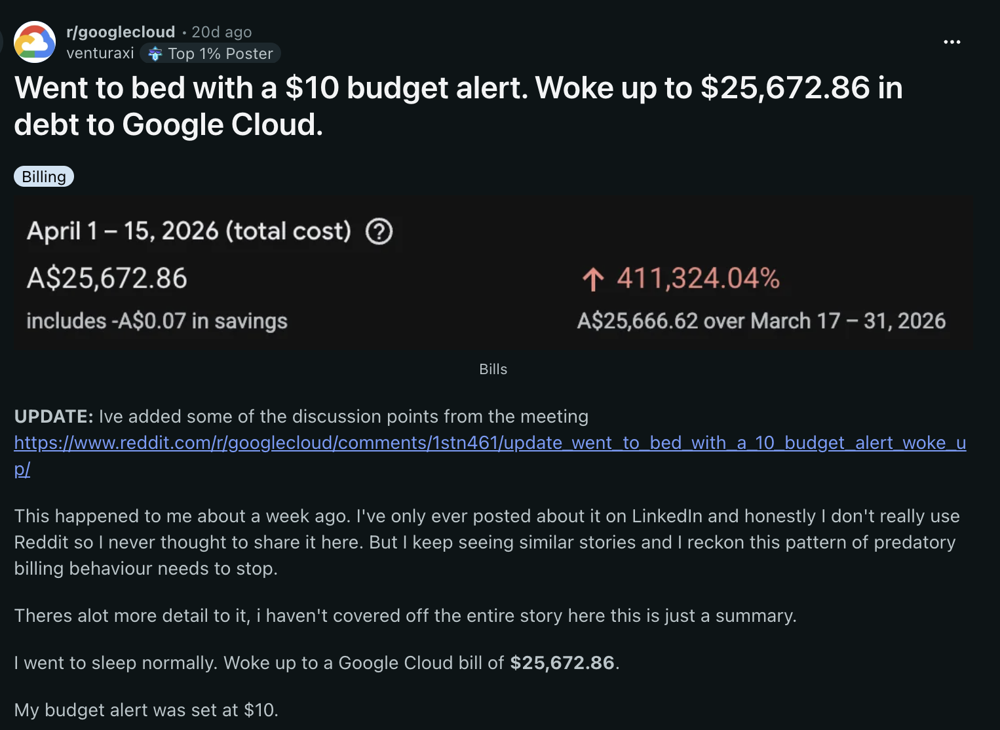 r/googlecloud • 20d ago
venturaxi Top 1% Poster
Went to bed with a $10 budget alert. Woke up to $25,672.86 in
debt to Google Cloud.
Billing
April 1 – 15, 2026 (total cost) ?
A$25,672.86
↑ 411,324.04%
includes -A$0.07 in savings
A$25,666.62 over March 17 – 31, 2026
Bills
UPDATE: Ive added some of the discussion points from the meeting
https://www.reddit.com/r/googlecloud/comments/1stn461/update_went_to_bed_with_a_10_budget_alert_woke_u
p/
This happened to me about a week ago. I've only ever posted about it on LinkedIn and honestly I don't really use
Reddit so I never thought to share it here. But I keep seeing similar stories and I reckon this pattern of predatory
billing behaviour needs to stop.
Theres alot more detail to it, i haven't covered off the entire story here this is just a summary.
I went to sleep normally. Woke up to a Google Cloud bill of $25,672.86.
My budget alert was set at $10.